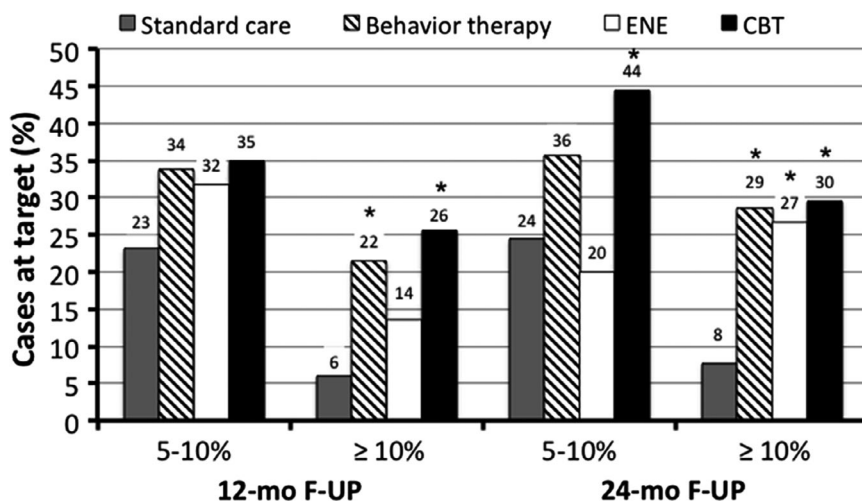 Standard care Behavior therapy ENE CBT
Cases at target (%)
50
45
40
35
30
25
20
15
10
5
0
23 34 32 35
6 22 * 14 26 *
24 36 20 44 *
8 29 * 27 * 30 *
5-10% ≥ 10% 5-10% ≥ 10%
12-mo F-UP 24-mo F-UP